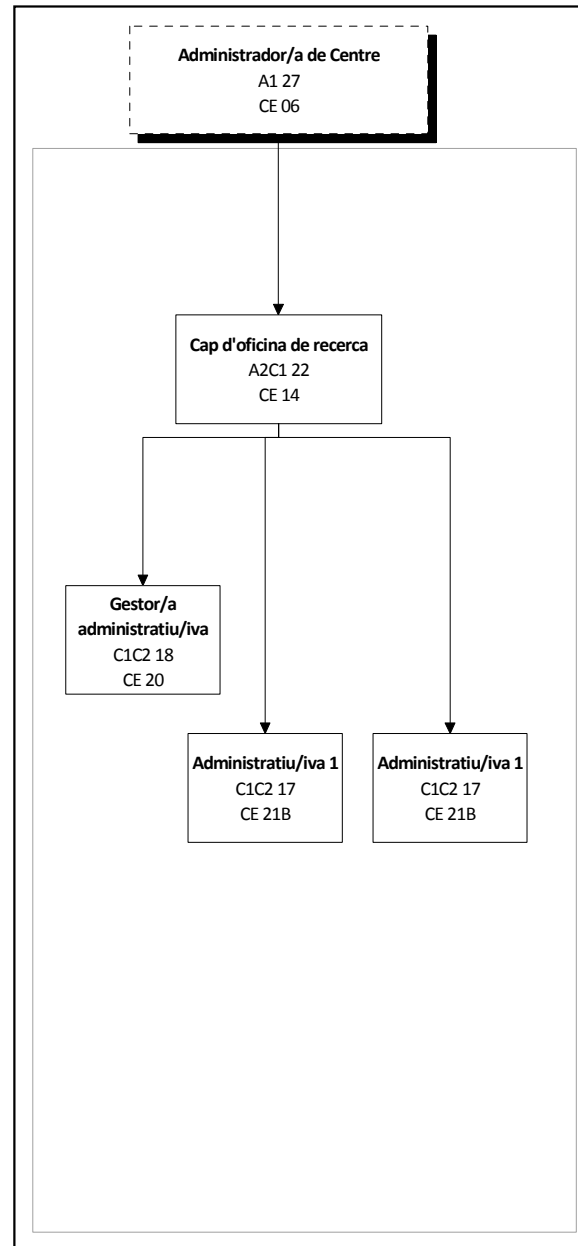 Administrador/a de Centre
A1 27
CE 06
Cap d'oficina de recerca
A2C1 22
CE 14
Gestor/a
administratiu/iva
C1C2 18
CE 20
Administratiu/iva 1
C1C2 17
CE 21B
Administratiu/iva 1
C1C2 17
CE 21B